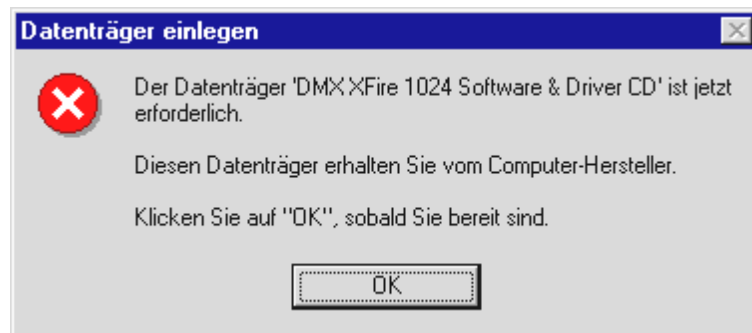 Datenträger einlegen
Der Datenträger 'DMX XFire 1024 Software & Driver CD' ist jetzt
erforderlich.
Diesen Datenträger erhalten Sie vom Computer-Hersteller.
Klicken Sie auf "OK", sobald Sie bereit sind.
OK